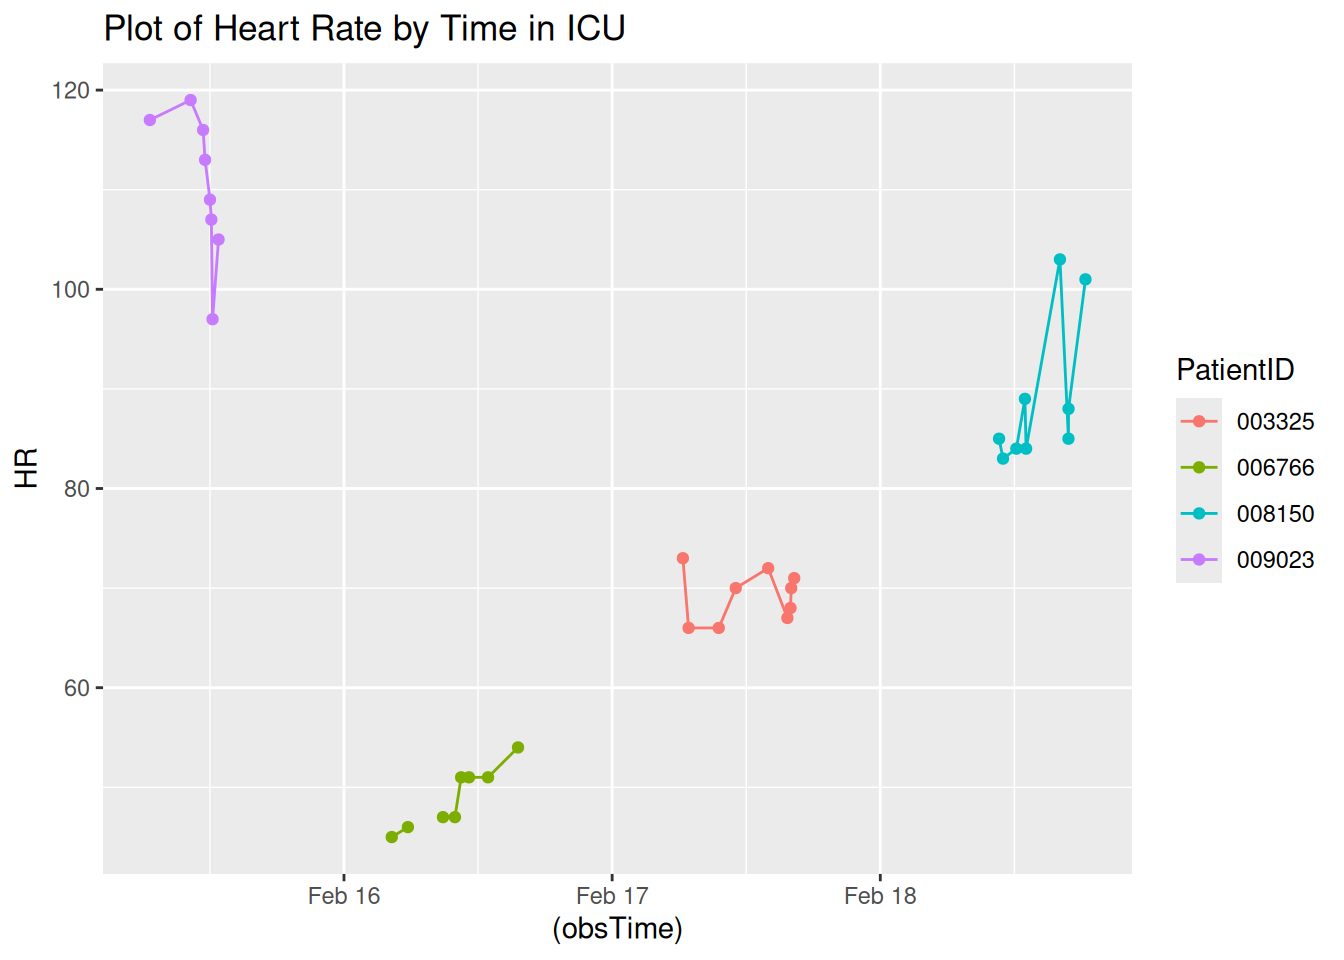 Plot of Heart Rate by Time in ICU
120
100
80
60
HR
Feb 16
Feb 17
Feb 18
(obsTime)
PatientID
003325
006766
008150
009023